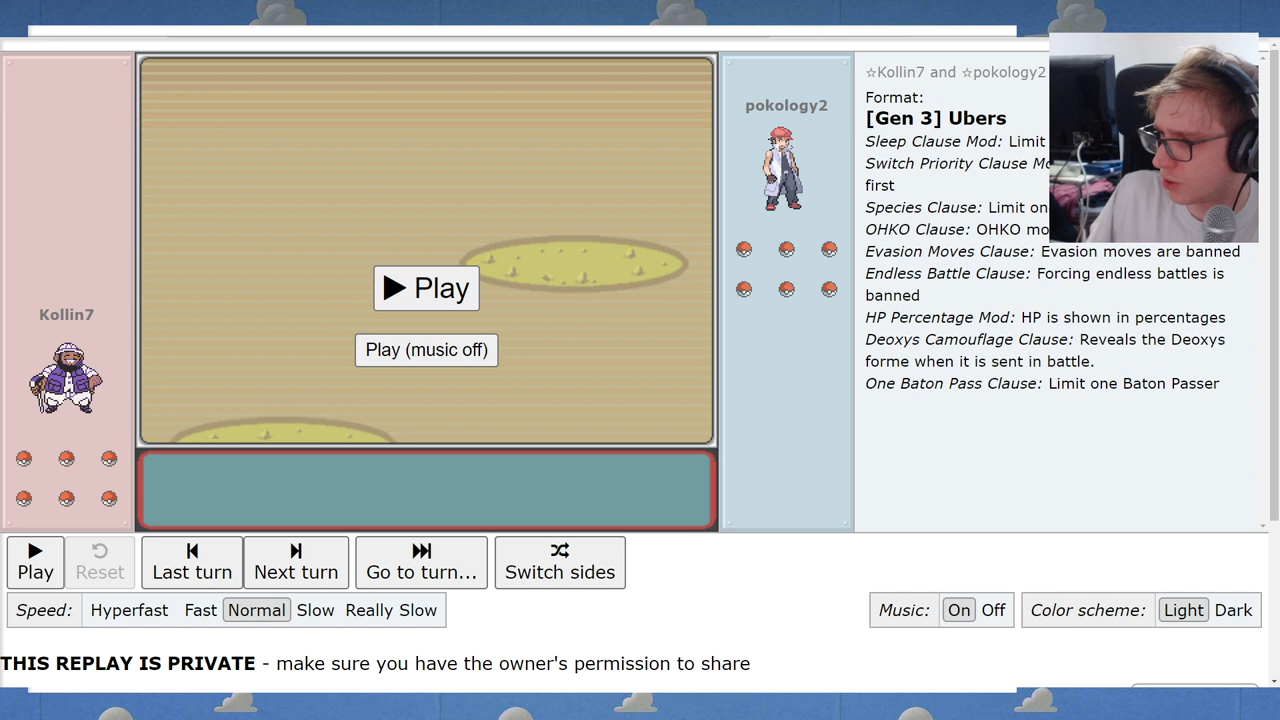 Kollin7
pokology2
▶ Play
Play (music off)
☆Kollin7 and ☆pokology2
Format:
[Gen 3] Ubers
Sleep Clause Mod: Limit
Switch Priority Clause
first
Species Clause: Limit
OHKO Clause: OHKO
Evasion Moves Clause: Evasion moves are banned
Endless Battle Clause: Forcing endless battles is
banned
HP Percentage Mod: HP is shown in percentages
Deoxys Camouflage Clause: Reveals the Deoxys
forme when it is sent in battle.
One Baton Pass Clause: Limit one Baton Passer
Play
Reset
Last turn
Next turn
Go to turn...
Switch sides
Speed: Hyperfast Fast Normal Slow Really Slow
Music: On Off
Color scheme: Light Dark
THIS REPLAY IS PRIVATE - make sure you have the owner's permission to share